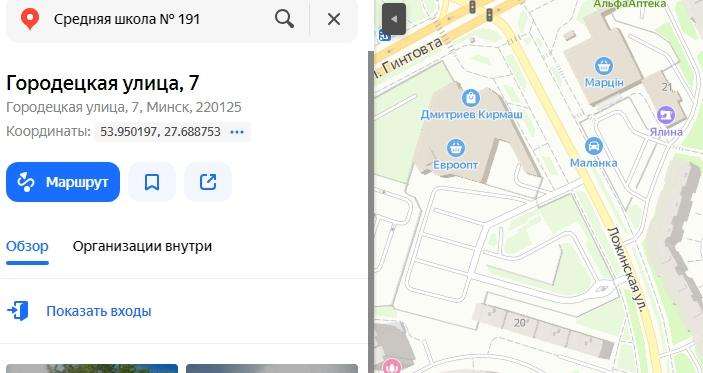 Средняя школа № 191
Городецкая улица, 7
Городецкая улица, 7, Минск, 220125
Координаты: 53.950197, 27.688753
Маршрут
Обзор
Организации внутри
Показать входы
АльфаАптека
л. Гинтовта
Марцін
21
Дмитриев Кирмаш
Ялина
Евроопт
Маланка
Ложинская ул.
20